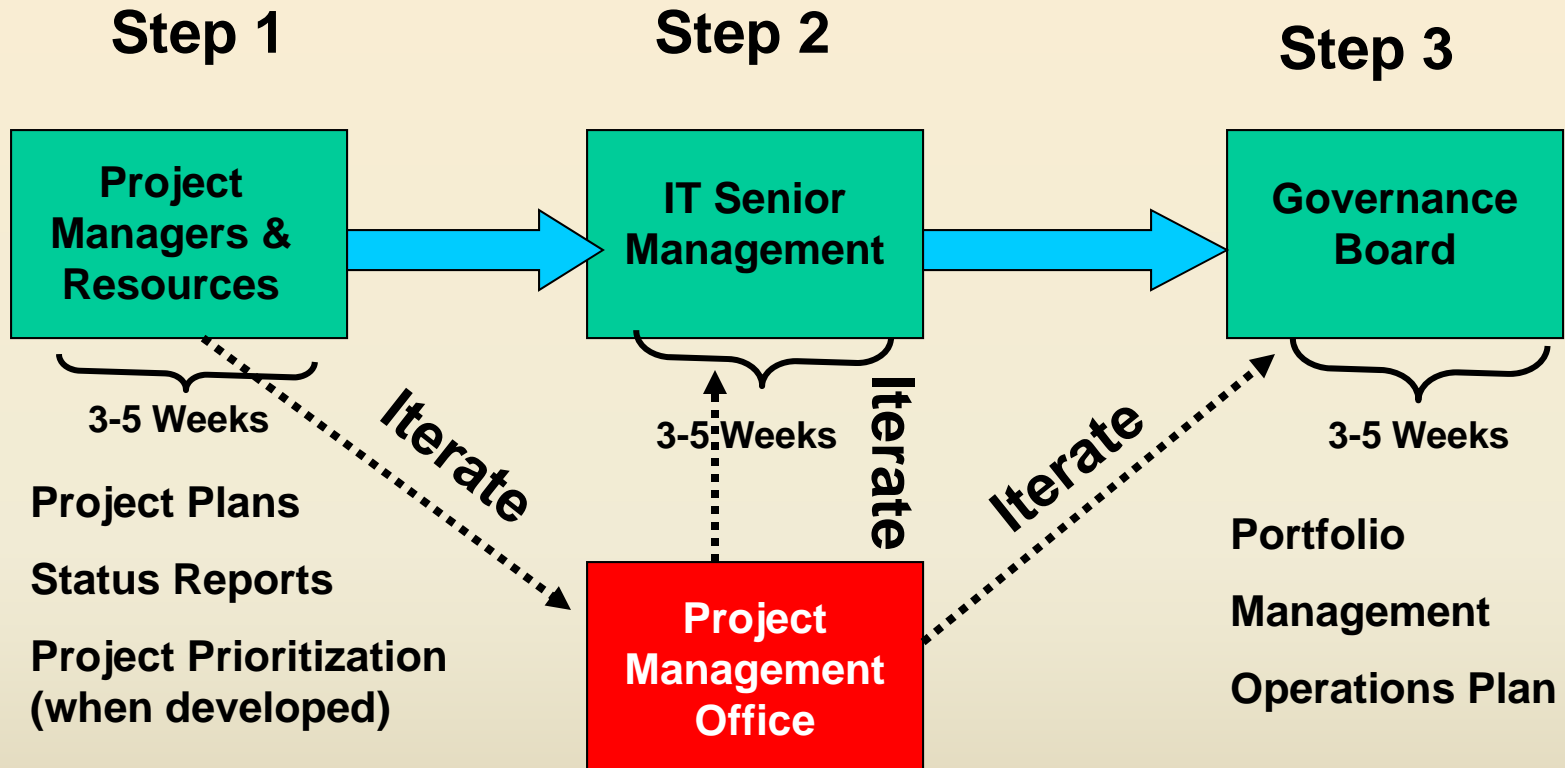 Step 1
Step 2
Step 3
Project
Managers &
Resources
IT Senior
Management
Governance
Board
3-5 Weeks
3-5 Weeks
3-5 Weeks
Iterate
Iterate
Iterate
Project Plans
Status Reports
Project Prioritization
(when developed)
Project
Management
Office
Portfolio
Management
Operations Plan